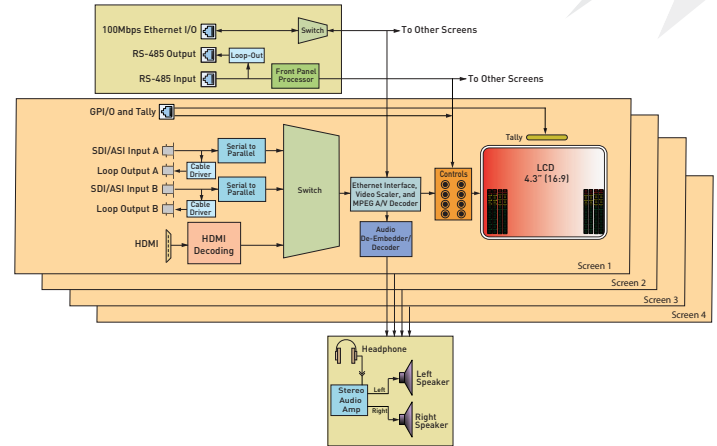 100Mbps Ethernet I/O
Switch
To Other Screens
RS-485 Output
Loop-Out
RS-485 Input
Front Panel
Processor
To Other Screens
GPI/O and Tally
Tally
SDI/ASI Input A
Serial to
Parallel
Loop Output A
Cable
Driver
SDI/ASI Input B
Serial to
Parallel
Loop Output B
Cable
Driver
HDMI
HDMI
Decoding
Switch
Ethernet Interface,
Video Scaler, and
MPEG A/V Decoder
Audio
De-Embedder/
Decoder
Controls
LCD
4.3" (16:9)
Screen 1
Screen 2
Screen 3
Screen 4
Headphone
Stereo
Audio
Amp
Left
Left
Speaker
Right
Right
Speaker